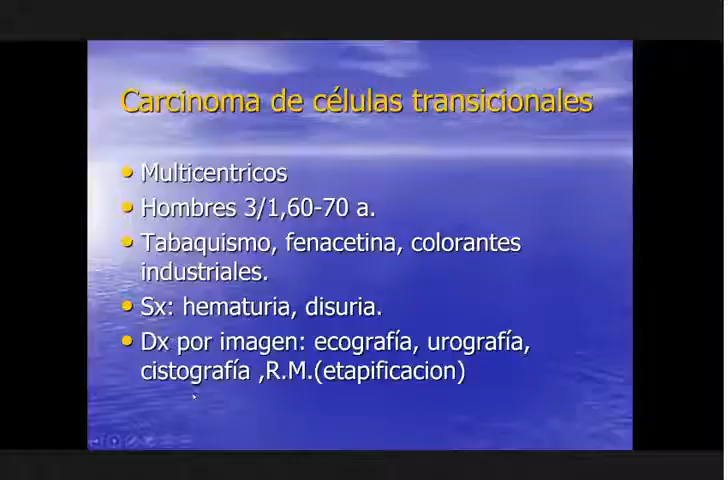 Carcinoma de células transicionales
Multicentricos
Hombres 3/1,60-70 a.
Tabaquismo, fenacetina, colorantes
industriales.
Sx: hematuria, disuria.
Dx por imagen: ecografía, urografía,
cistografía ,R.M.(etapificacion)